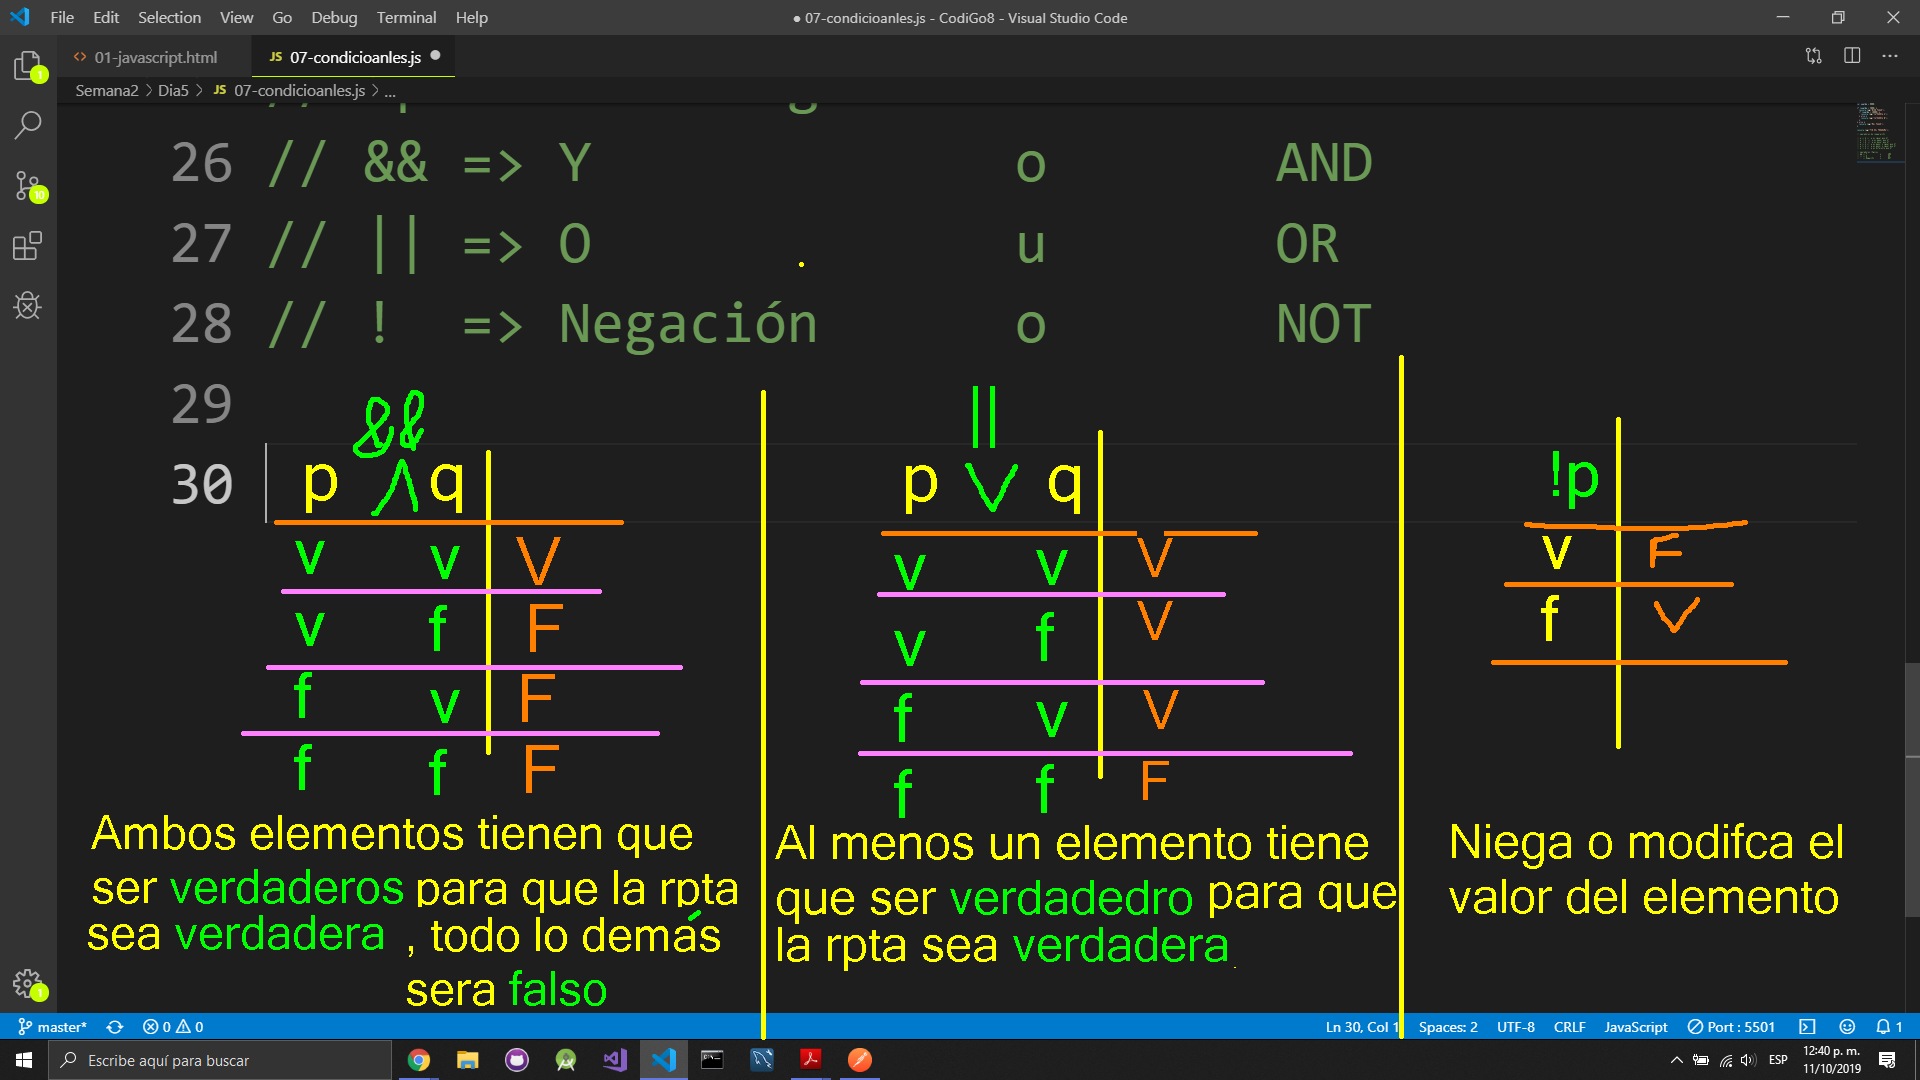 File Edit Selection View Go Debug Terminal Help
● 07-condicioanles.js - CodiGo8 - Visual Studio Code
01-javascript.html
JS 07-condicioanles.js ●
Semana2 > Dia5 > JS 07-condicioanles.js > ...
26 // && => Y o AND
27 // || => O u OR
28 // ! => Negación o NOT
29
30
&&
p ∧ q
v v V
v f F
f v F
f f F
Ambos elementos tienen que
ser verdaderos para que la rpta
sea verdadera , todo lo demás
sera falso
||
p ∨ q
v v V
v f V
f v V
f f F
Al menos un elemento tiene
que ser verdadedro para que
la rpta sea verdadera
!p
v F
f V
Niega o modifca el
valor del elemento
1
10
1
master* 0 0 Ln 30, Col 1 Spaces: 2 UTF-8 CRLF JavaScript Port : 5501 1
Escribe aquí para buscar
ESP
12:40 p. m.
11/10/2019